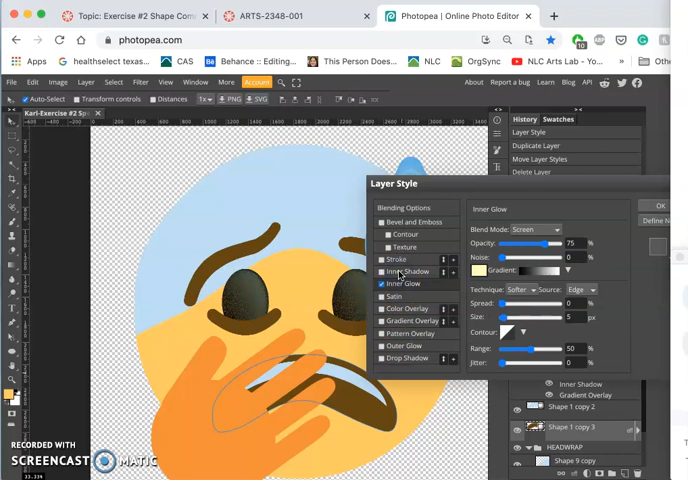 Topic: Exercise #2 Shape Com
ARTS-2348-001
Photopea | Online Photo Editor
photopea.com
10
Apps
healthselect texas...
CAS
Behance :: Editing...
This Person Does...
NLC
OrgSync
NLC Arts Lab - Yo...
Othe
File Edit Image Layer Select Filter View Window More Account
About Report a bug Learn Blog API
Auto-Select Transform controls Distances 1x PNG SVG
Karl-Exercise #2 Sp
History Swatches
Layer Style
Duplicate Layer
Move Layer Styles
Delete Layer
Layer Style
Blending Options
Bevel and Emboss
Contour
Texture
Stroke
Inner Shadow
Inner Glow
Satin
Color Overlay
Gradient Overlay
Pattern Overlay
Outer Glow
Drop Shadow
Inner Glow
Blend Mode: Screen
Opacity: 75 %
Noise: 0 %
Gradient:
Technique: Softer Source: Edge
Spread: 0 %
Size: 5 px
Contour:
Range: 50 %
Jitter: 0 %
OK
Define N
Inner Shadow
Gradient Overlay
Shape 1 copy 2
Shape 1 copy 3
HEADWRAP
Shape 9 copy
RECORDED WITH
SCREENCAST MATIC
33.33%